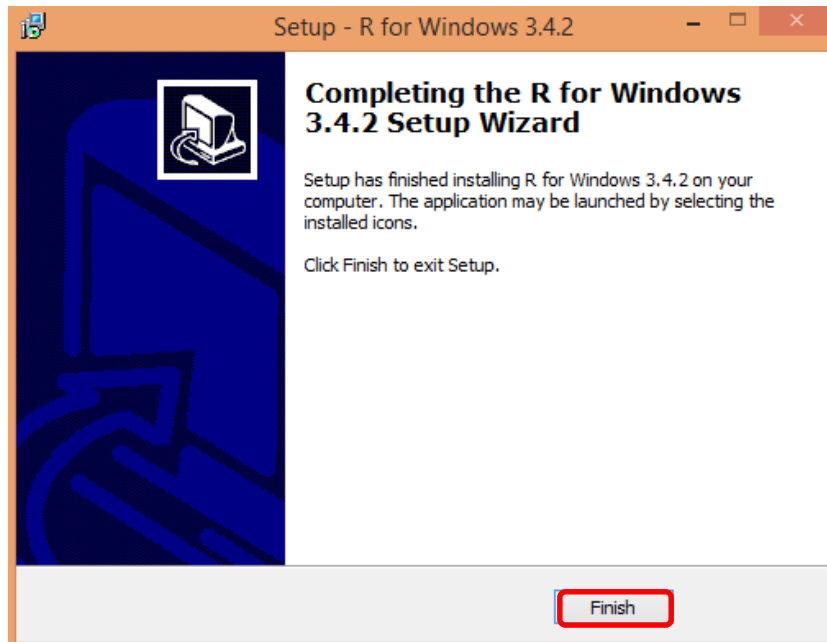 Setup - R for Windows 3.4.2
Completing the R for Windows
3.4.2 Setup Wizard
Setup has finished installing R for Windows 3.4.2 on your
computer. The application may be launched by selecting the
installed icons.
Click Finish to exit Setup.
Finish